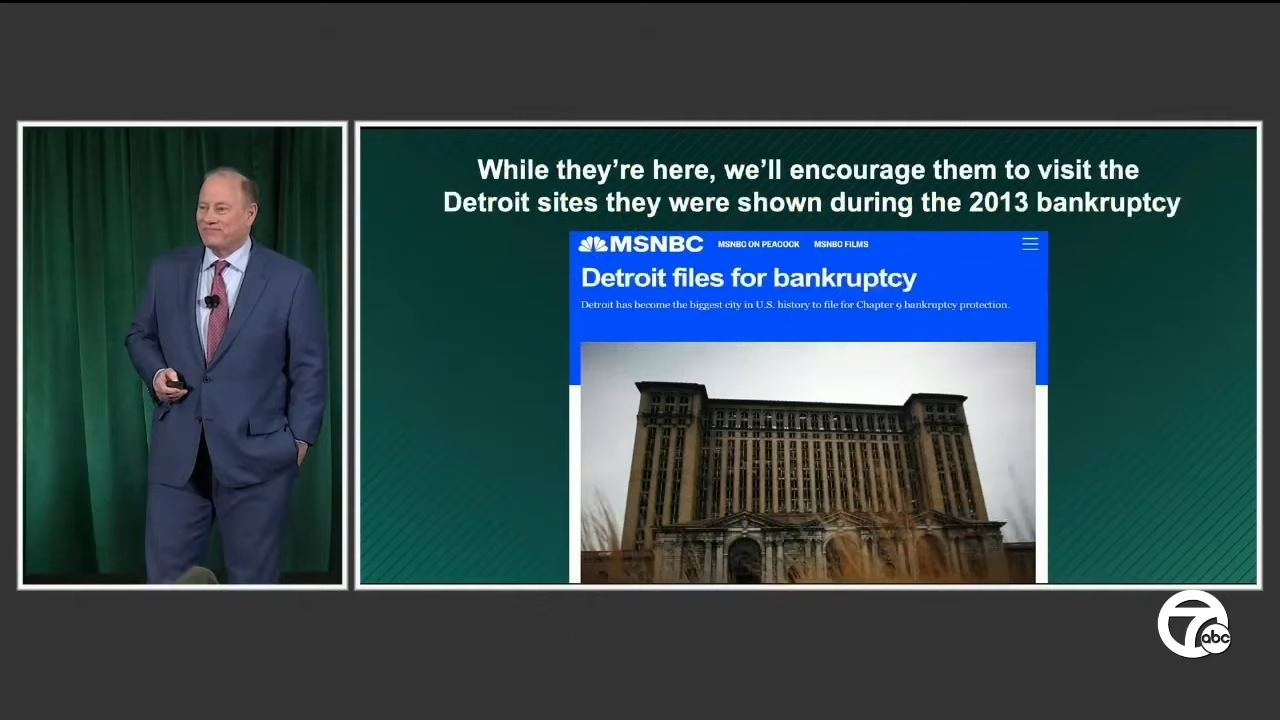 While they're here, we'll encourage them to visit the
Detroit sites they were shown during the 2013 bankruptcy
MSNBC
MSNBC ON PEACOCK
MSNBC FILMS
Detroit files for bankruptcy
Detroit has become the biggest city in U.S. history to file for Chapter 9 bankruptcy protection.
7
abc